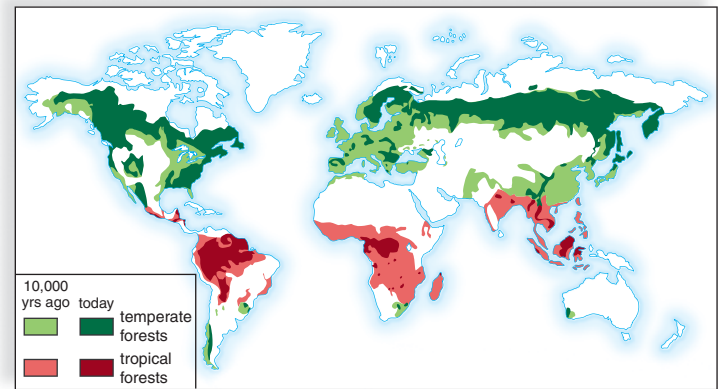 10,000
yrs ago today
temperate
forests
tropical
forests